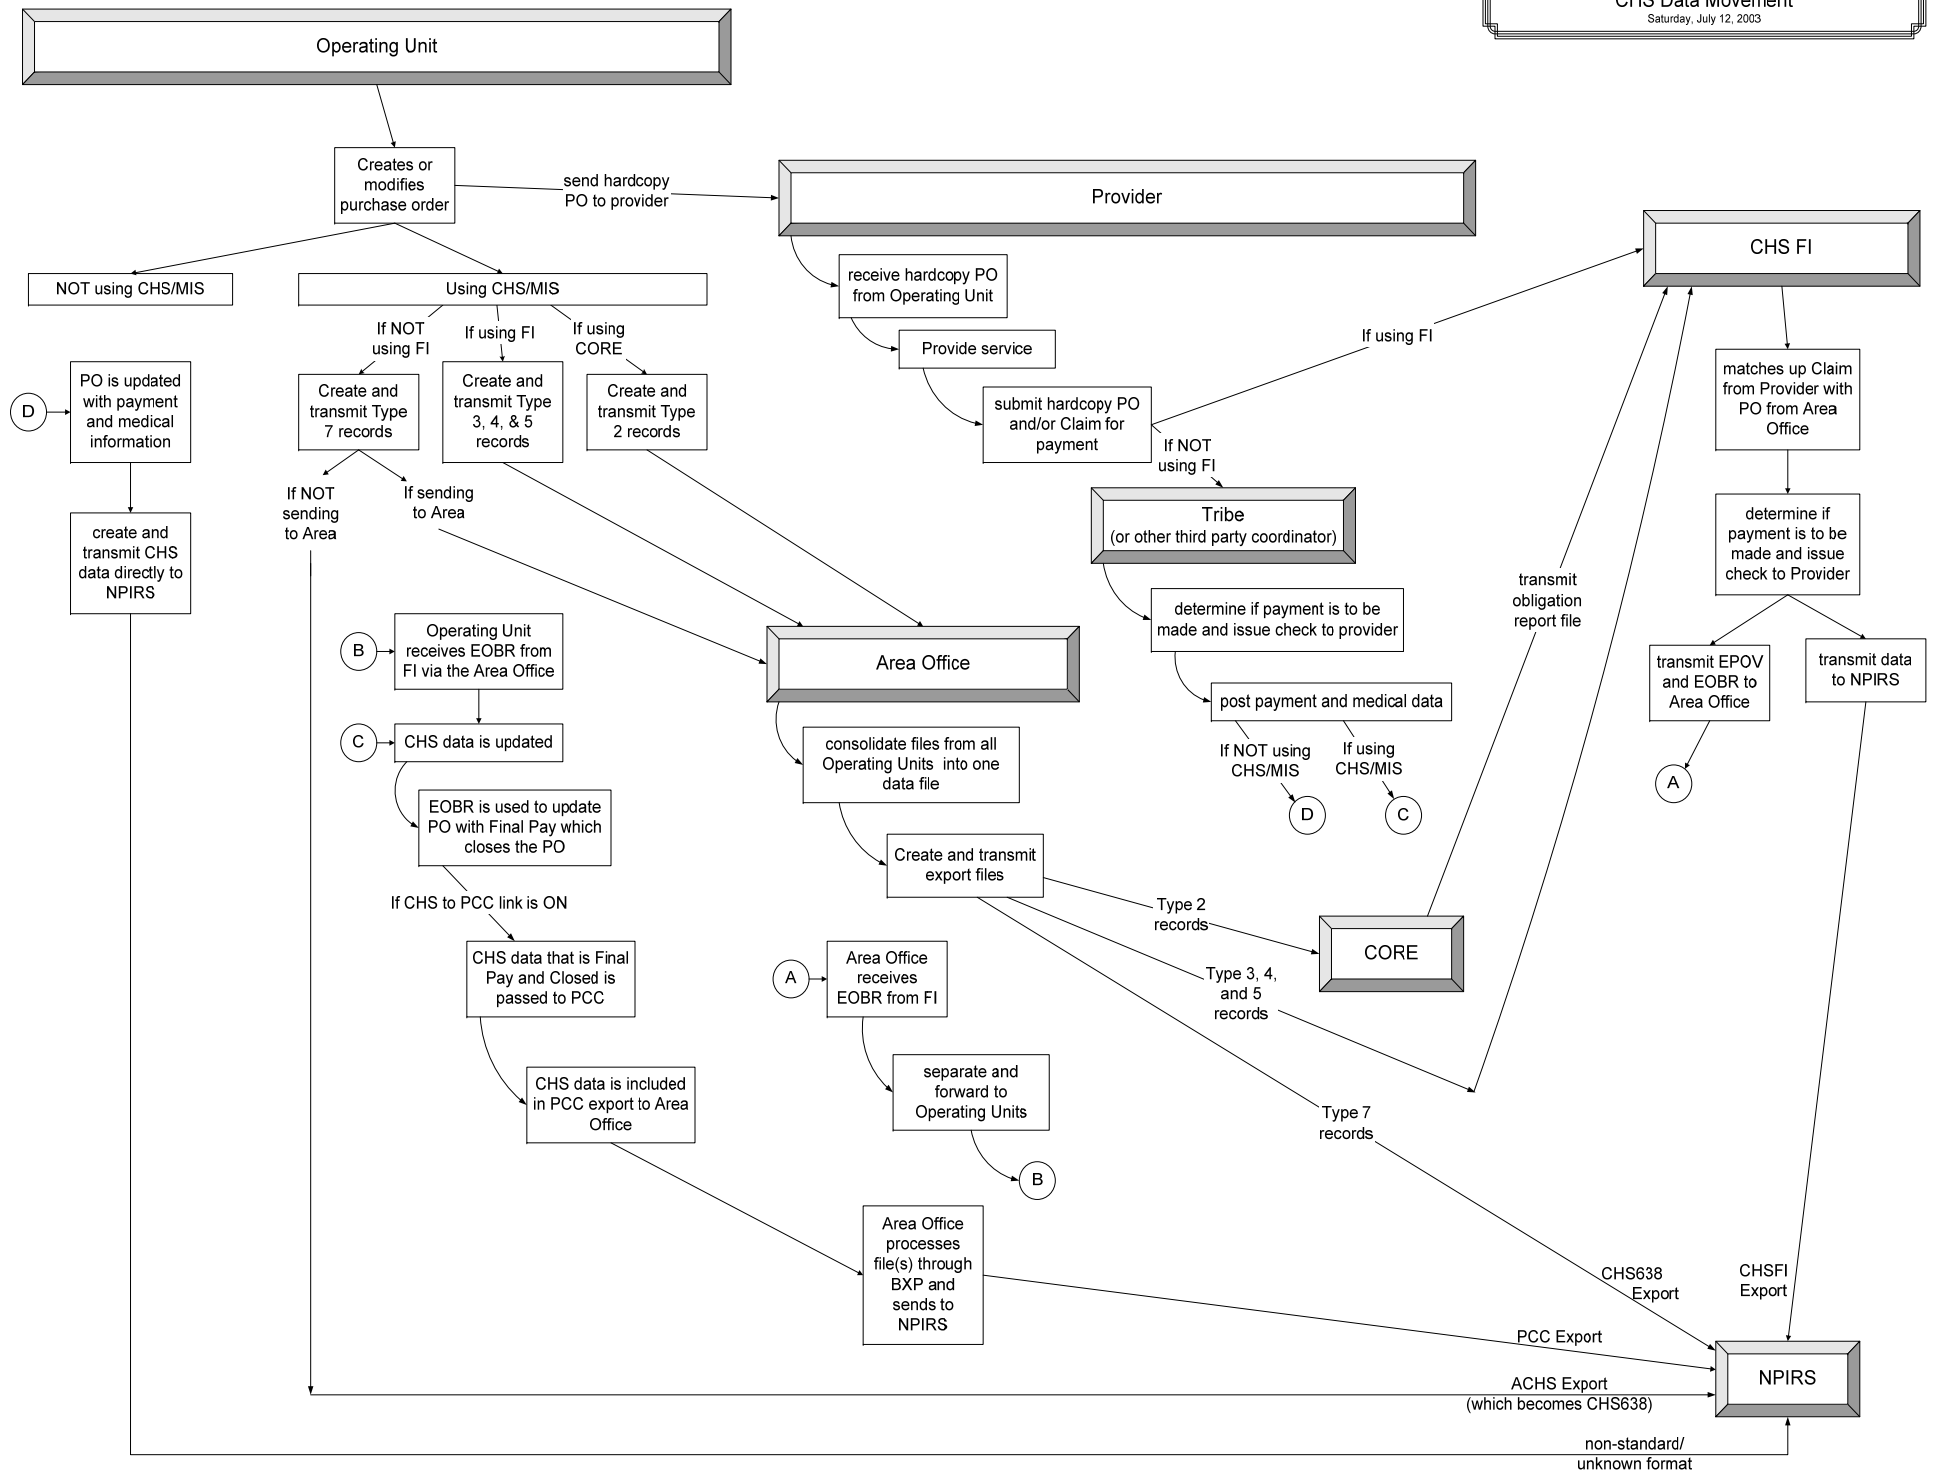 CHS Data Movement
Saturday, July 12, 2003
Operating Unit
Creates or
modifies
purchase order
send hardcopy
PO to provider
Provider
CHS FI
NOT using CHS/MIS
Using CHS/MIS
receive hardcopy PO
from Operating Unit
If NOT
using FI
If using FI
If using
CORE
Provide service
If using FI
D
PO is updated
with payment
and medical
information
Create and
transmit Type
7 records
Create and
transmit Type
3, 4, & 5
records
Create and
transmit Type
2 records
submit hardcopy PO
and/or Claim for
payment
If NOT
using FI
matches up Claim
from Provider with
PO from Area
Office
If NOT
sending
to Area
If sending
to Area
Tribe
(or other third party coordinator)
determine if
payment is to be
made and issue
check to Provider
create and
transmit CHS
data directly to
NPIRS
transmit
obligation
report file
determine if payment is to be
made and issue check to provider
B
Operating Unit
receives EOBR from
FI via the Area Office
Area Office
transmit EPOV
and EOBR to
Area Office
transmit data
to NPIRS
post payment and medical data
C
CHS data is updated
consolidate files from all
Operating Units into one
data file
If NOT using
CHS/MIS
If using
CHS/MIS
A
D
C
EOBR is used to update
PO with Final Pay which
closes the PO
Create and transmit
export files
If CHS to PCC link is ON
Type 2
records
CORE
CHS data that is Final
Pay and Closed is
passed to PCC
A
Area Office
receives
EOBR from FI
Type 3, 4,
and 5
records
separate and
forward to
Operating Units
CHS data is included
in PCC export to Area
Office
Type 7
records
B
Area Office
processes
file(s) through
BXP and
sends to
NPIRS
CHS638
Export
CHSFI
Export
PCC Export
NPIRS
ACHS Export
(which becomes CHS638)
non-standard/
unknown format